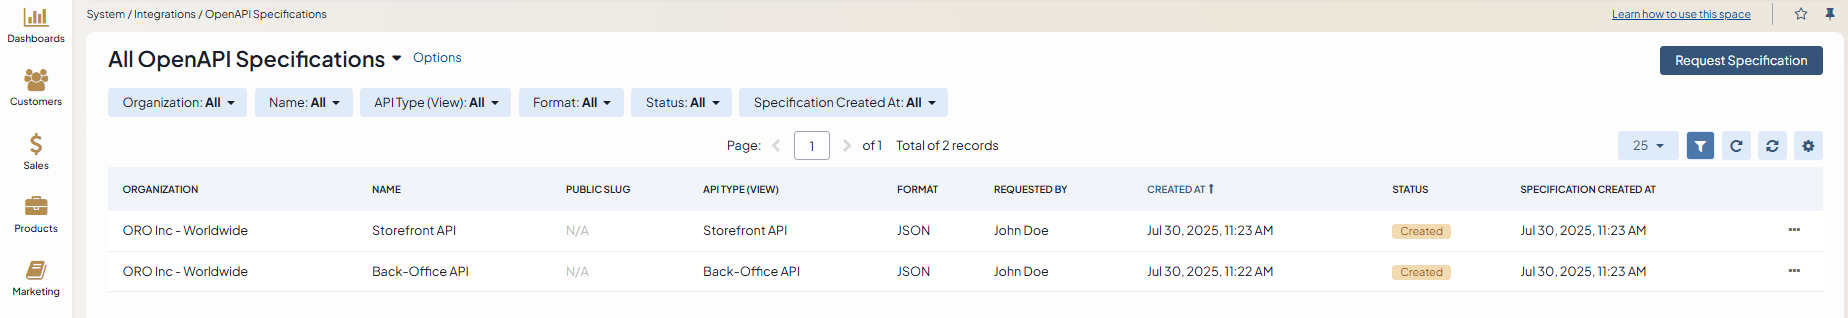 System / Integrations / OpenAPI Specifications
Learn how to use this space
Dashboards
Customers
Sales
Products
Marketing
All OpenAPI Specifications Options
Request Specification
Organization: All Name: All API Type (View): All Format: All Status: All Specification Created At: All
Page: 1 of 1 Total of 2 records 25
ORGANIZATION NAME PUBLIC SLUG API TYPE (VIEW) FORMAT REQUESTED BY CREATED AT STATUS SPECIFICATION CREATED AT
ORO Inc - Worldwide Storefront API N/A Storefront API JSON John Doe Jul 30, 2025, 11:23 AM Created Jul 30, 2025, 11:23 AM
ORO Inc - Worldwide Back-Office API N/A Back-Office API JSON John Doe Jul 30, 2025, 11:22 AM Created Jul 30, 2025, 11:23 AM